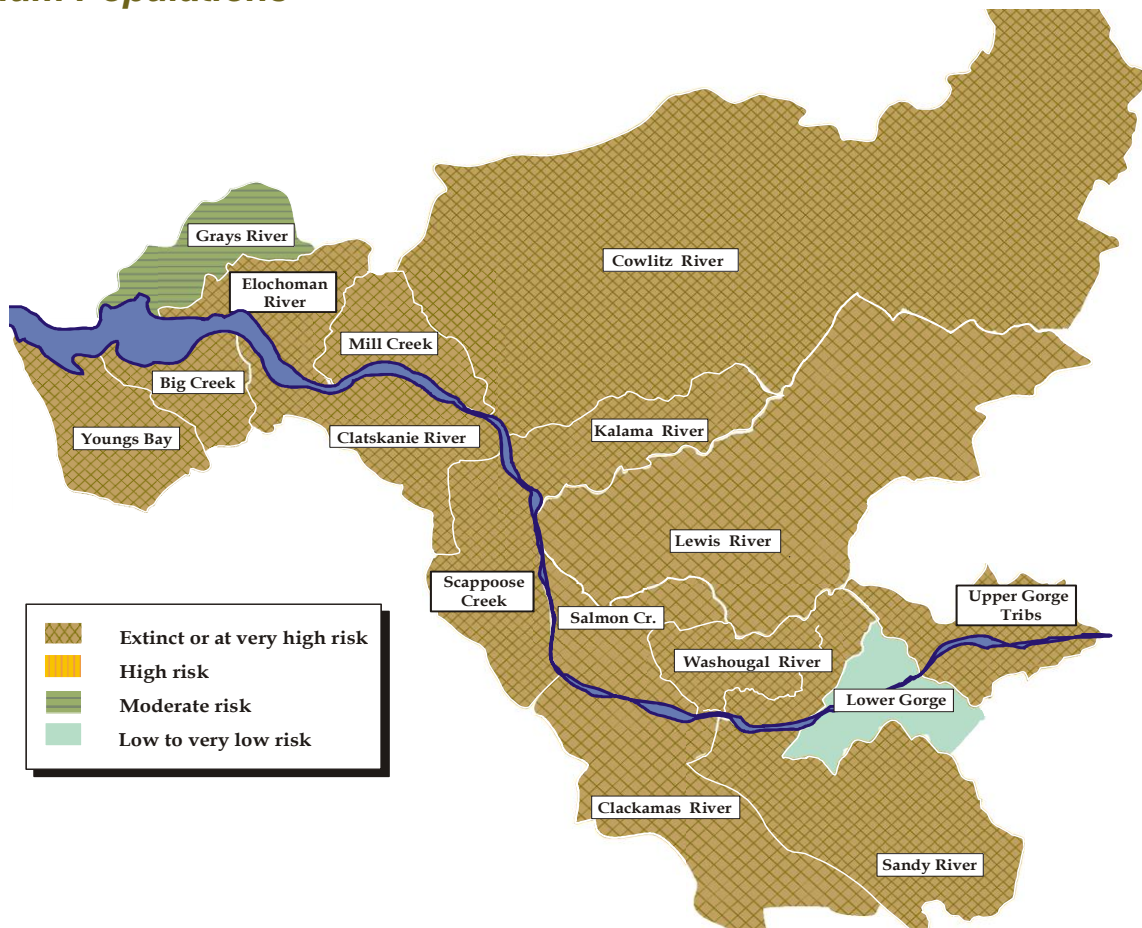 Grays River
Elochoman
River
Cowlitz River
Mill Creek
Big Creek
Youngs Bay
Clatskanie River
Kalama River
Lewis River
Scappoose
Creek
Salmon Cr.
Upper Gorge
Tribs
Washougal River
Lower Gorge
Clackamas River
Sandy River
Extinct or at very high risk
High risk
Moderate risk
Low to very low risk